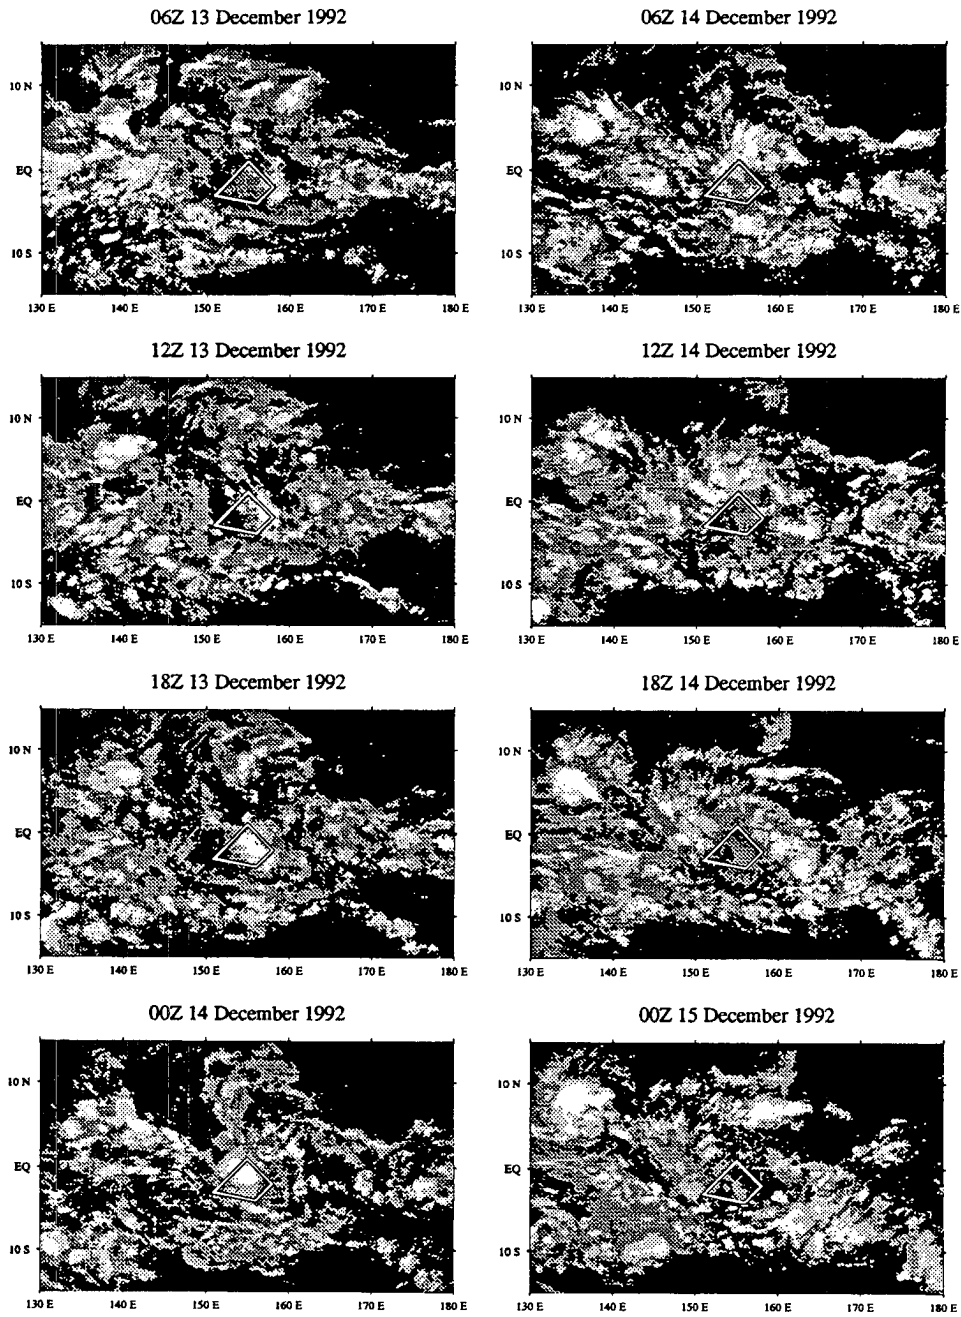 06Z 13 December 1992
10 N
EQ
10 S
130 E 140 E 150 E 160 E 170 E 180 E
06Z 14 December 1992
10 N
EQ
10 S
130 E 140 E 150 E 160 E 170 E 180 E
12Z 13 December 1992
10 N
EQ
10 S
130 E 140 E 150 E 160 E 170 E 180 E
12Z 14 December 1992
10 N
EQ
10 S
130 E 140 E 150 E 160 E 170 E 180 E
18Z 13 December 1992
10 N
EQ
10 S
130 E 140 E 150 E 160 E 170 E 180 E
18Z 14 December 1992
10 N
EQ
10 S
130 E 140 E 150 E 160 E 170 E 180 E
00Z 14 December 1992
10 N
EQ
10 S
130 E 140 E 150 E 160 E 170 E 180 E
00Z 15 December 1992
10 N
EQ
10 S
130 E 140 E 150 E 160 E 170 E 180 E